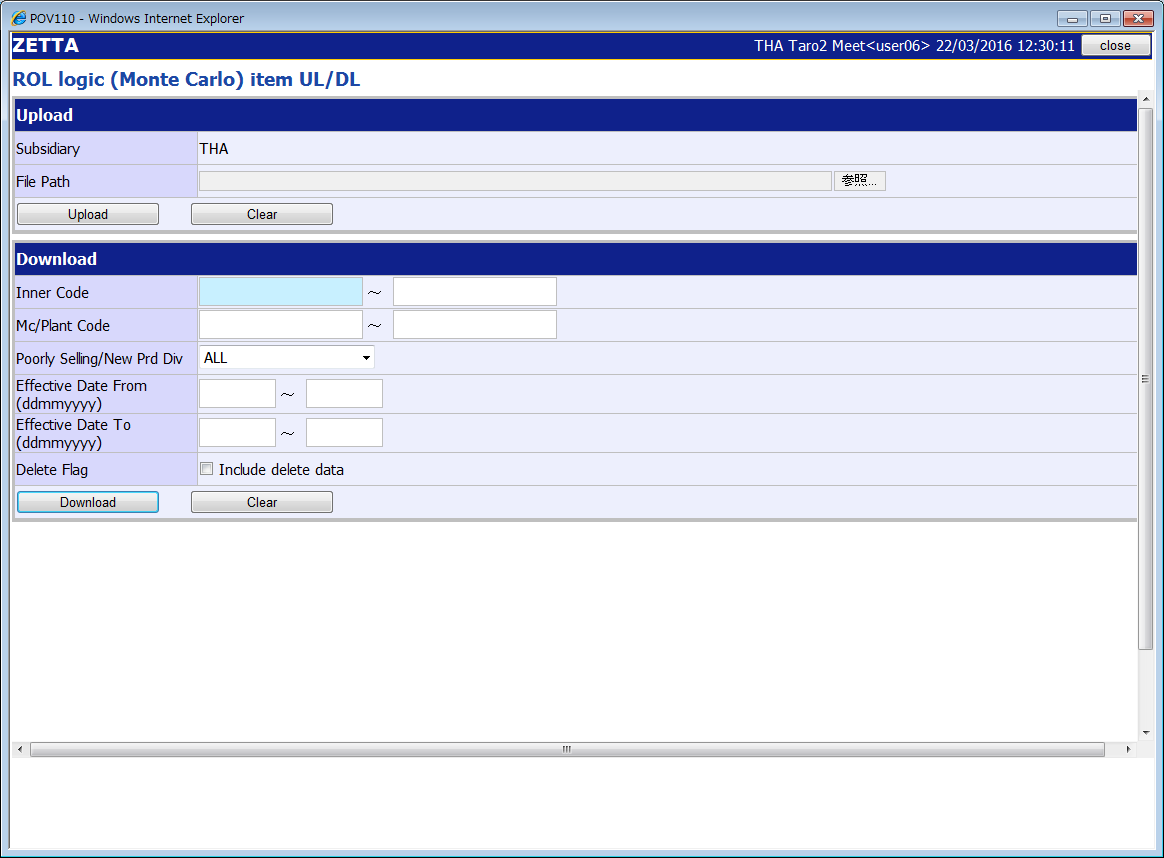 POV110 - Windows Internet Explorer
ZETTA THA Taro2 Meet<user06> 22/03/2016 12:30:11 close
ROL logic (Monte Carlo) item UL/DL
Upload
Subsidiary THA
File Path 参照...
Upload Clear
Download
Inner Code ～
Mc/Plant Code ～
Poorly Selling/New Prd Div ALL
Effective Date From
(ddmmyyyy) ～
Effective Date To
(ddmmyyyy) ～
Delete Flag Include delete data
Download Clear